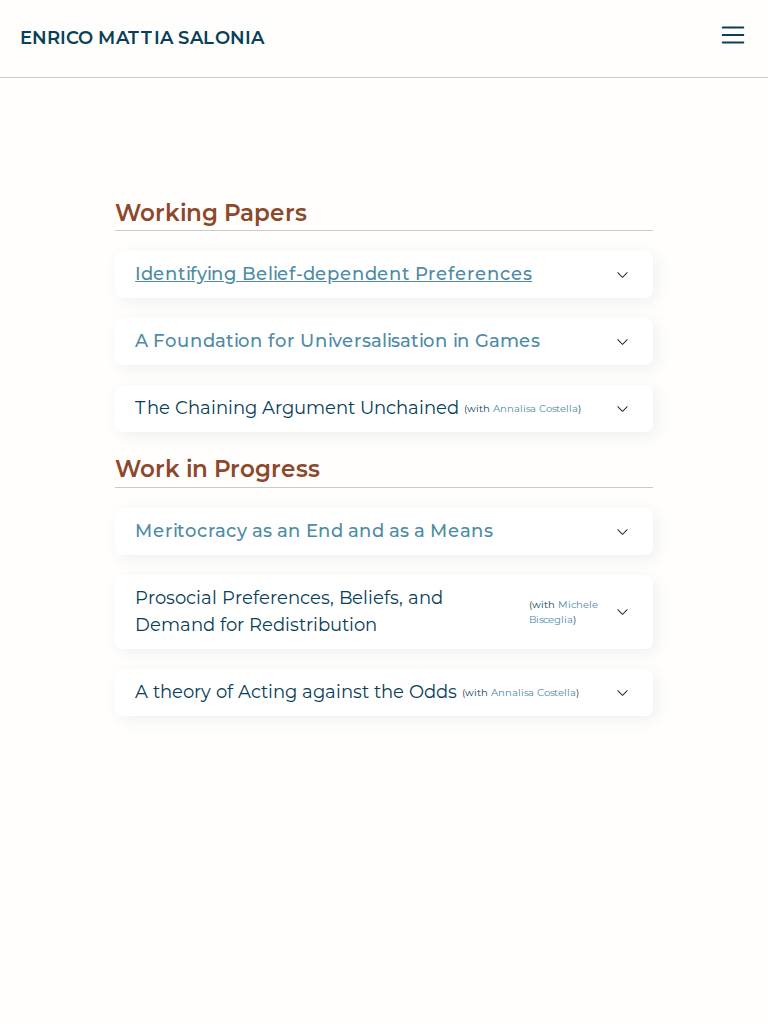 ENRICO MATTIA SALONIA
Working Papers
Identifying Belief-dependent Preferences
A Foundation for Universalisation in Games
The Chaining Argument Unchained (with Annalisa Costella)
Work in Progress
Meritocracy as an End and as a Means
Prosocial Preferences, Beliefs, and
Demand for Redistribution
(with Michele
Bisceglia)
A theory of Acting against the Odds (with Annalisa Costella)